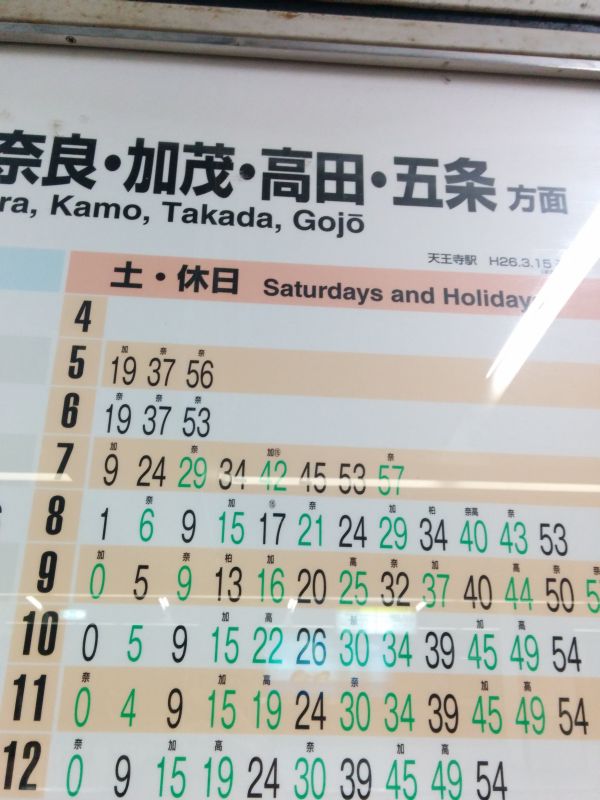 奈良・加茂・高田・五条 方面
ra, Kamo, Takada, Gojō
天王寺駅 H26.3.15
土・休日 Saturdays and Holiday
4
加 奈 奈
5 19 37 56
奈 奈 奈
6 19 37 53
加 奈 加⑮ 奈
7 9 24 29 34 42 45 53 57
奈 加 ⑮ 奈 加 柏 奈高 奈
8 1 6 9 15 17 21 24 29 34 40 43 53
加 奈 柏 加 高 奈 加 高 奈 奈
9 0 5 9 13 16 20 25 32 37 40 44 50
加 高 加 高
10 0 5 9 15 22 26 30 34 39 45 49 54
奈 加 高 奈 加 高
11 0 4 9 15 19 24 30 34 39 45 49 54
奈 加 高 奈 加 高
12 0 9 15 19 24 30 39 45 49 54